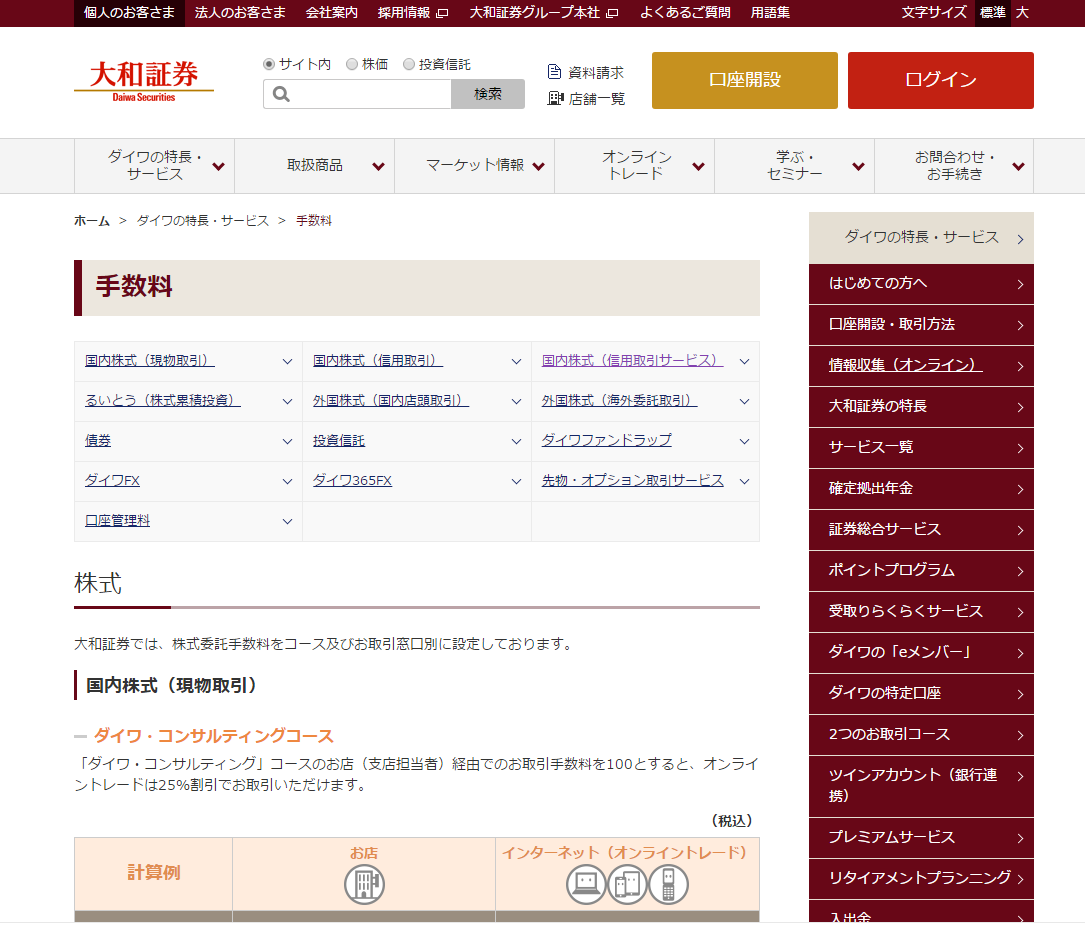 個人のお客さま 法人のお客さま 会社案内 採用情報 大和証券グループ本社 よくあるご質問 用語集 文字サイズ 標準 大
大和証券
Daiwa Securities
サイト内 株価 投資信託
検索
資料請求
店舗一覧
口座開設
ログイン
ダイワの特長・
サービス
取扱商品
マーケット情報
オンライン
トレード
学ぶ・
セミナー
お問合わせ・
お手続き
ホーム > ダイワの特長・サービス > 手数料
手数料
国内株式（現物取引） 国内株式（信用取引） 国内株式（信用取引サービス）
るいとう（株式累積投資） 外国株式（国内店頭取引） 外国株式（海外委託取引）
債券 投資信託 ダイワファンドラップ
ダイワFX ダイワ365FX 先物・オプション取引サービス
口座管理料
株式
大和証券では、株式委託手数料をコース及びお取引窓口別に設定しております。
国内株式（現物取引）
ダイワ・コンサルティングコース
「ダイワ・コンサルティング」コースのお店（支店担当者）経由でのお取引手数料を100とすると、オンライ
ントレードは25%割引でお取引いただけます。
（税込）
計算例
お店
インターネット（オンライントレード）
ダイワの特長・サービス
はじめての方へ
口座開設・取引方法
情報収集（オンライン）
大和証券の特長
サービス一覧
確定拠出年金
証券総合サービス
ポイントプログラム
受取りらくらくサービス
ダイワの「eメンバー」
ダイワの特定口座
2つのお取引コース
ツインアカウント（銀行連
携）
プレミアムサービス
リタイアメントプランニング
入出金